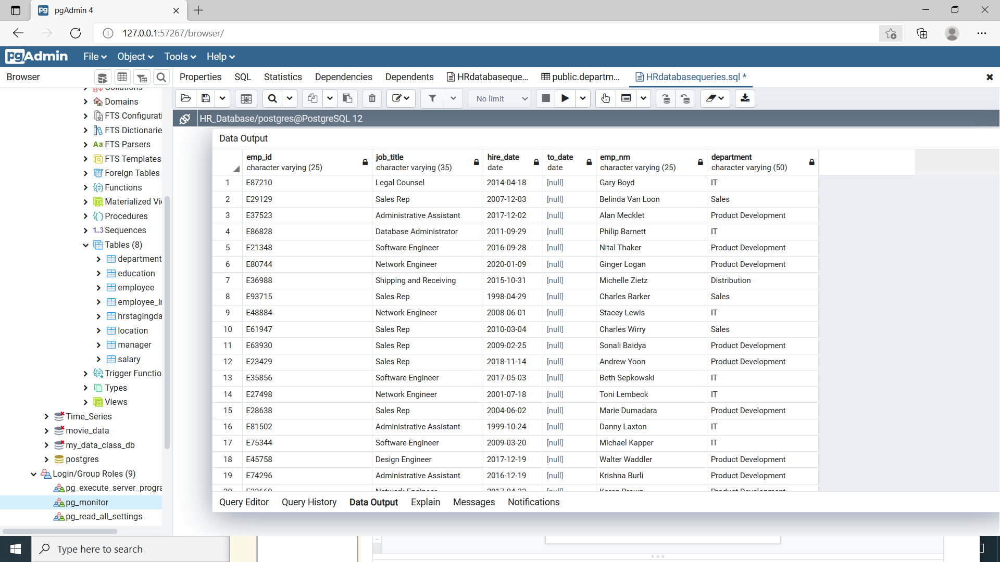 pgAdmin 4
127.0.0.1:57267/browser/
pgAdmin File Object Tools Help
Browser
Properties SQL Statistics Dependencies Dependents HRdatabaseque... public.departm... HRdatabasequeries.sql *
No limit
HR_Database/postgres@PostgreSQL 12
Collations
Domains
FTS Configurati
FTS Dictionarie
Aa FTS Parsers
FTS Templates
Foreign Tables
Functions
Materialized Vi
Procedures
1..3 Sequences
Tables (8)
department
education
employee
employee_i
hrstagingda
location
manager
salary
Trigger Functio
Types
Views
Time_Series
movie_data
my_data_class_db
postgres
Login/Group Roles (9)
pg_execute_server_progra
pg_monitor
pg_read_all_settings
Data Output
emp_id job_title hire_date to_date emp_nm department
character varying (25) character varying (35) date date character varying (25) character varying (50)
1 E87210 Legal Counsel 2014-04-18 [null] Gary Boyd IT
2 E29129 Sales Rep 2007-12-03 [null] Belinda Van Loon Sales
3 E37523 Administrative Assistant 2017-12-02 [null] Alan Mecklet Product Development
4 E86828 Database Administrator 2011-09-29 [null] Philip Barnett IT
5 E21348 Software Engineer 2016-09-28 [null] Nital Thaker Product Development
6 E80744 Network Engineer 2020-01-09 [null] Ginger Logan Product Development
7 E36988 Shipping and Receiving 2015-10-31 [null] Michelle Zietz Distribution
8 E93715 Sales Rep 1998-04-29 [null] Charles Barker Sales
9 E48884 Network Engineer 2008-06-01 [null] Stacey Lewis IT
10 E61947 Sales Rep 2010-03-04 [null] Charles Wirry Sales
11 E63930 Sales Rep 2009-02-25 [null] Sonali Baidya Product Development
12 E23429 Sales Rep 2018-11-14 [null] Andrew Yoon Product Development
13 E35856 Software Engineer 2017-05-03 [null] Beth Sepkowski IT
14 E27498 Network Engineer 2001-07-18 [null] Toni Lembeck IT
15 E28638 Sales Rep 2004-06-02 [null] Marie Dumadara Product Development
16 E81502 Administrative Assistant 1999-10-24 [null] Danny Laxton IT
17 E75344 Software Engineer 2009-03-20 [null] Michael Kapper IT
18 E45758 Design Engineer 2017-12-19 [null] Walter Waddler Product Development
19 E74296 Administrative Assistant 2016-12-19 [null] Krishna Burli Product Development
20 Network Engineer [null] Karen Brown Product Development
Query Editor Query History Data Output Explain Messages Notifications
Type here to search